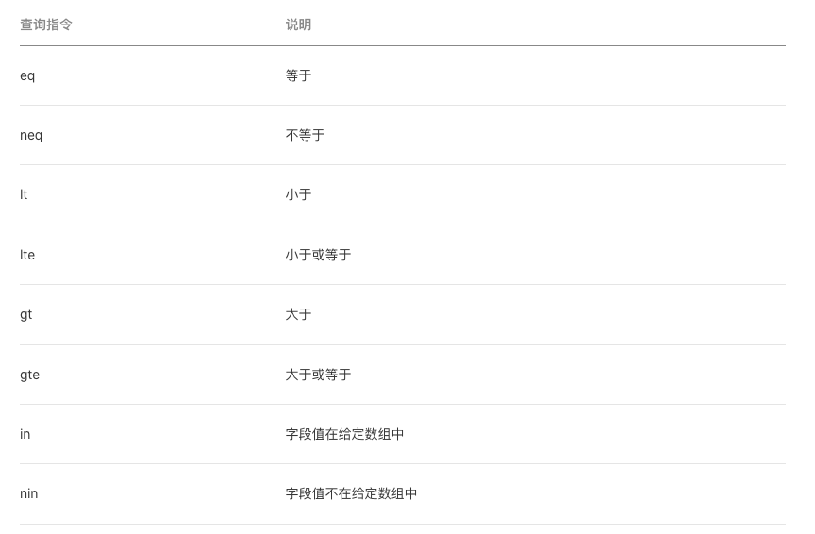 查询指令 说明
eq 等于
neq 不等于
lt 小于
lte 小于或等于
gt 大于
gte 大于或等于
in 字段值在给定数组中
nin 字段值不在给定数组中